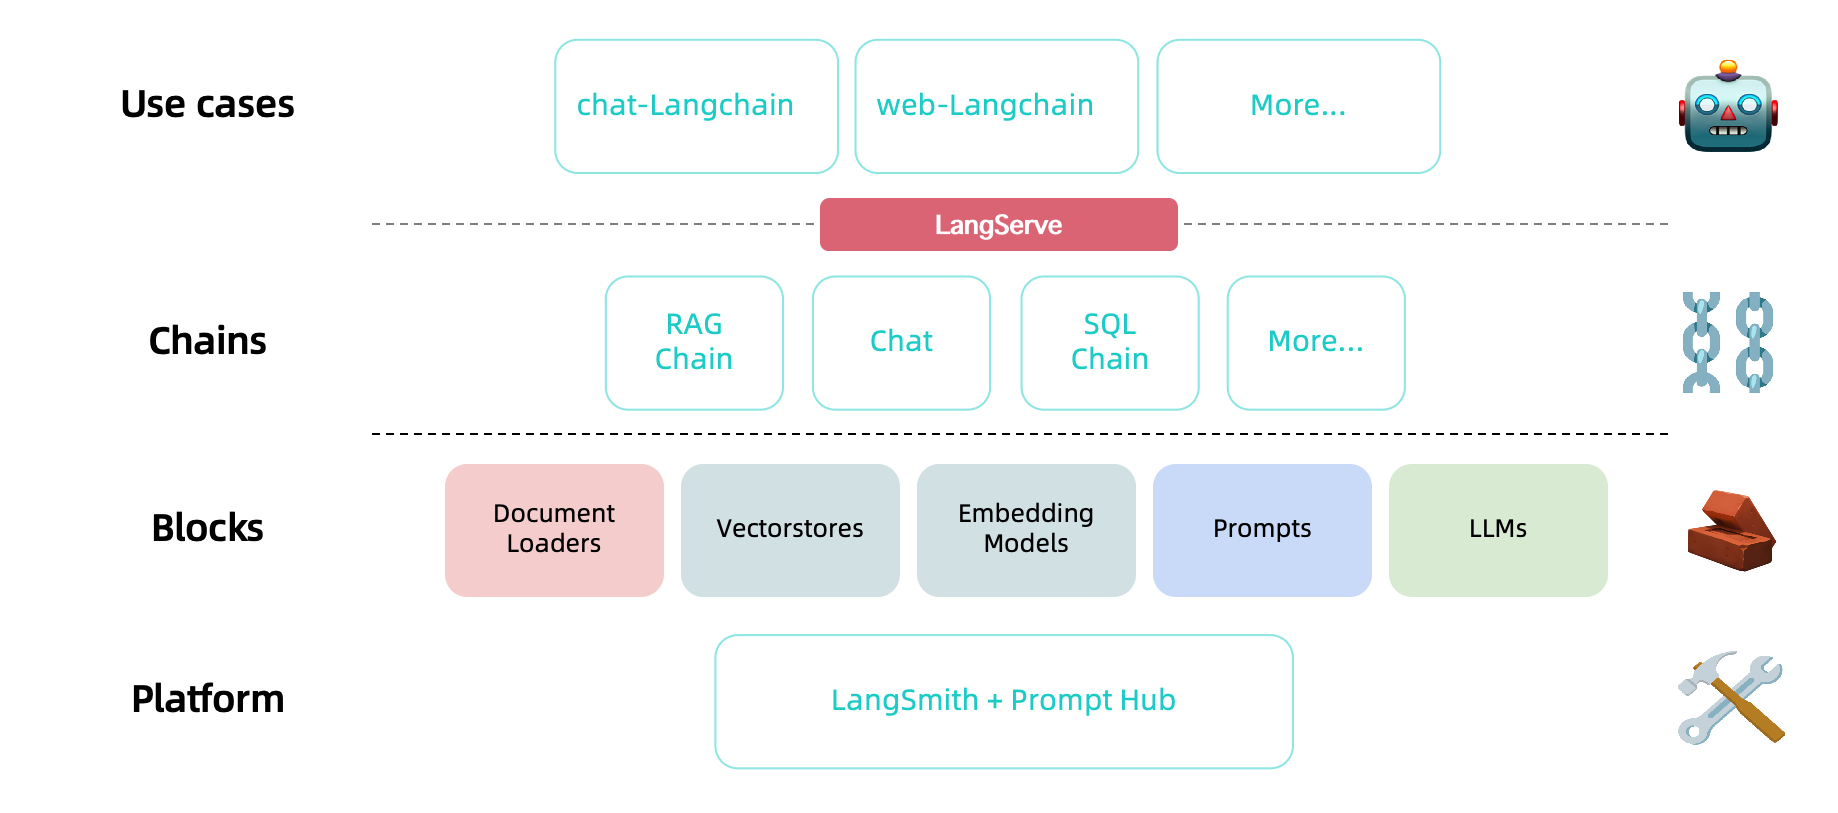 Use cases
chat-Langchain
web-Langchain
More...
LangServe
Chains
RAG
Chain
Chat
SQL
Chain
More...
Blocks
Document
Loaders
Vectorstores
Embedding
Models
Prompts
LLMs
Platform
LangSmith + Prompt Hub